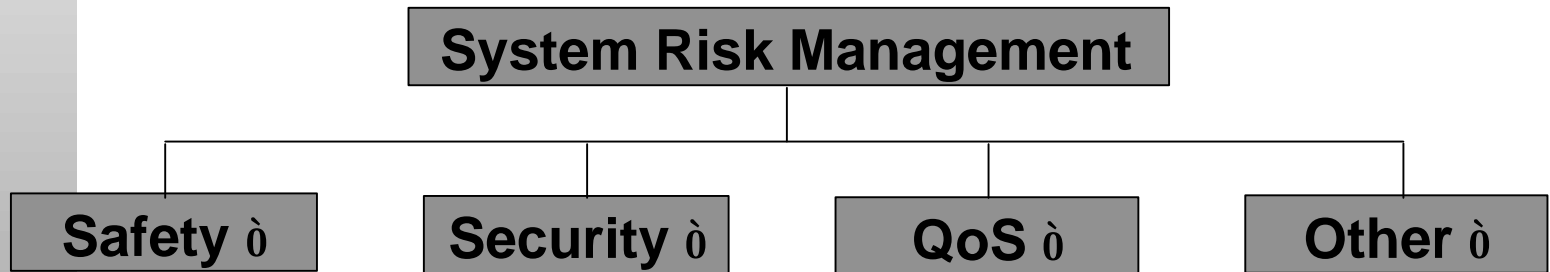 System Risk Management
Safety ò
Security ò
QoS ò
Other ò